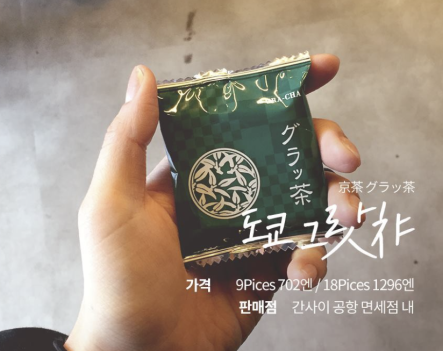 グラッ茶
京茶 グラッ茶
도쿄 그랏챠
가격 9Pices 702엔 / 18Pices 1296엔
판매점 간사이 공항 면세점 내